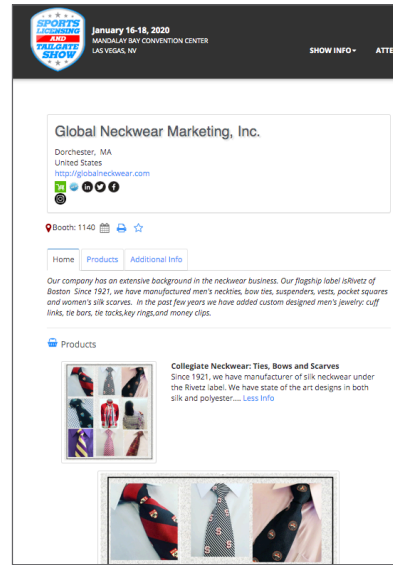 SPORTS
LICENSING
AND
TAILGATE
SHOW
January 16-18, 2020
MANDALAY BAY CONVENTION CENTER
LAS VEGAS, NV
SHOW INFO
ATTE
Global Neckwear Marketing, Inc.
Dorchester, MA
United States
http://globalneckwear.com
Booth: 1140
Home
Products
Additional Info
Our company has an extensive background in the neckwear business. Our flagship label isRivetz of
Boston Since 1921, we have manufactured men's neckties, bow ties, suspenders, vests, pocket squares
and women's silk scarves. In the past few years we have added custom designed men's jewelry: cuff
links, tie bars, tie tacks,key rings,and money clips.
Products
Collegiate Neckwear: Ties, Bows and Scarves
Since 1921, we have manufacturer of silk neckwear under
the Rivetz label. We have state of the art designs in both
silk and polyester.... Less Info